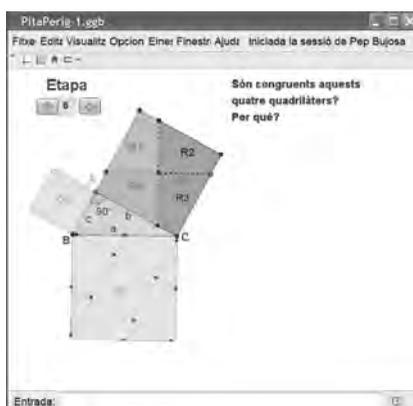 PitaPerig-1.ggb
Fitxe Edita Visualitz Opcion Einer Finestr Ajuda Iniciada la sessió de Pep Bujosa
Etapa
6
Són congruents aquests
quatre quadrilàters?
Per què?
R2
R3
90°
c
b
a
B
C
Entrada: